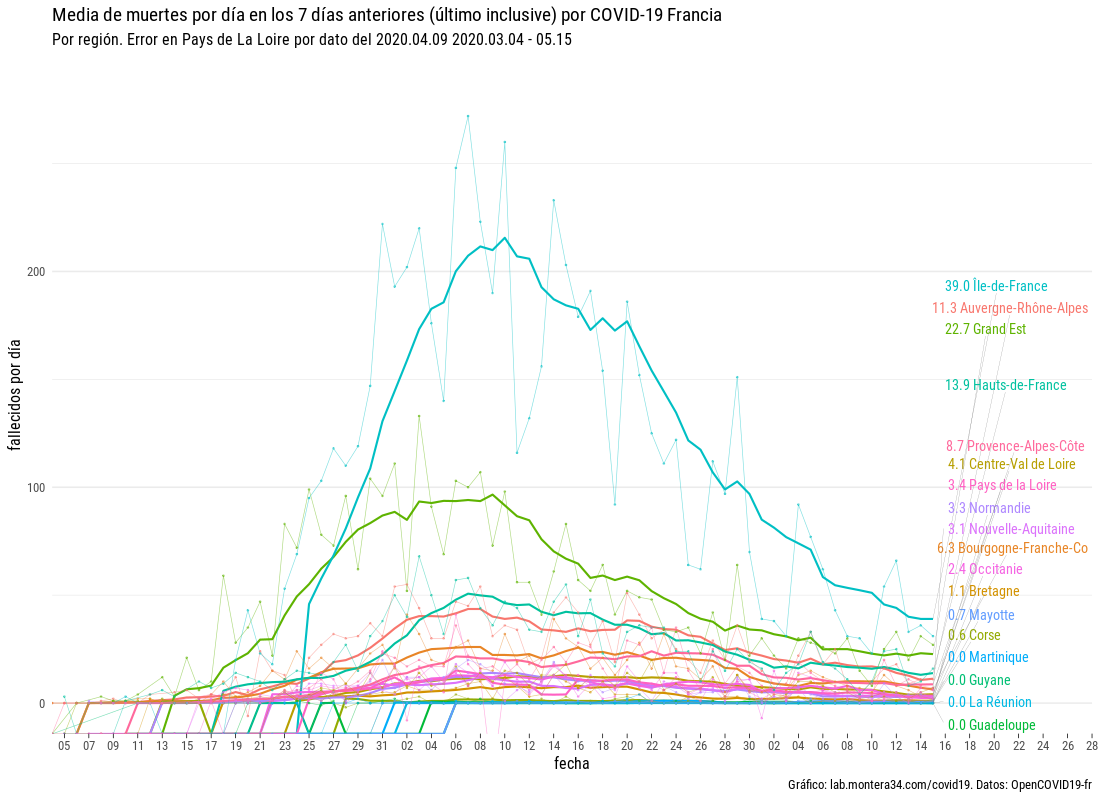 Media de muertes por día en los 7 días anteriores (último inclusive) por COVID-19 Francia
Por región. Error en Pays de La Loire por dato del 2020.04.09 2020.03.04 - 05.15
fallecidos por día
200
100
0
39.0 Île-de-France
11.3 Auvergne-Rhône-Alpes
22.7 Grand Est
13.9 Hauts-de-France
8.7 Provence-Alpes-Côte
4.1 Centre-Val de Loire
3.4 Pays de la Loire
3.3 Normandie
3.1 Nouvelle-Aquitaine
6.3 Bourgogne-Franche-Co
2.4 Occitanie
1.1 Bretagne
0.7 Mayotte
0.6 Corse
0.0 Martinique
0.0 Guyane
0.0 La Réunion
0.0 Guadeloupe
05 07 09 11 13 15 17 19 21 23 25 27 29 31 02 04 06 08 10 12 14 16 18 20 22 24 26 28 30 02 04 06 08 10 12 14 16 18 20 22 24 26 28
fecha
Gráfico: lab.montera34.com/covid19. Datos: OpenCOVID19-fr